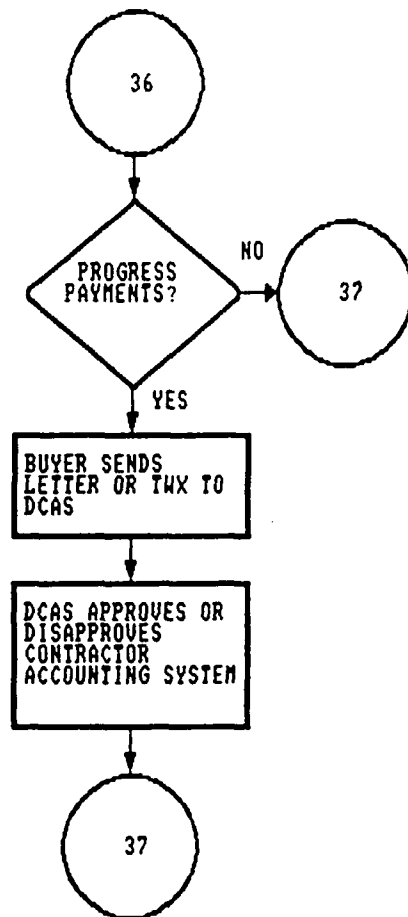 36
PROGRESS
PAYMENTS?
NO
37
YES
BUYER SENDS
LETTER OR TWX TO
DCAS
DCAS APPROVES OR
DISAPPROVES
CONTRACTOR
ACCOUNTING SYSTEM
37